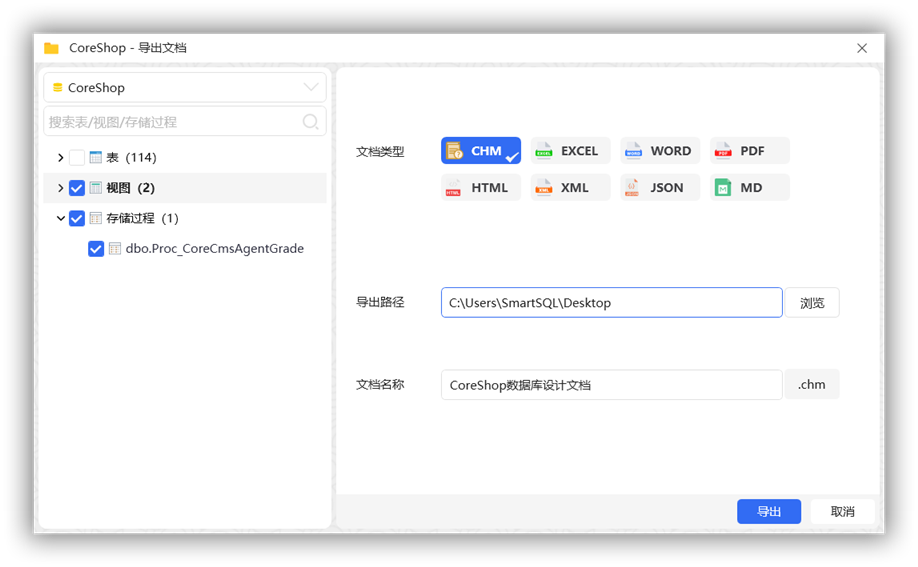 CoreShop - 导出文档
CoreShop
搜索表/视图/存储过程
表 (114)
视图 (2)
存储过程 (1)
dbo.Proc_CoreCmsAgentGrade
文档类型
CHM
EXCEL
WORD
PDF
HTML
XML
JSON
MD
导出路径
C:\Users\SmartSQL\Desktop
浏览
文档名称
CoreShop数据库设计文档
.chm
导出
取消